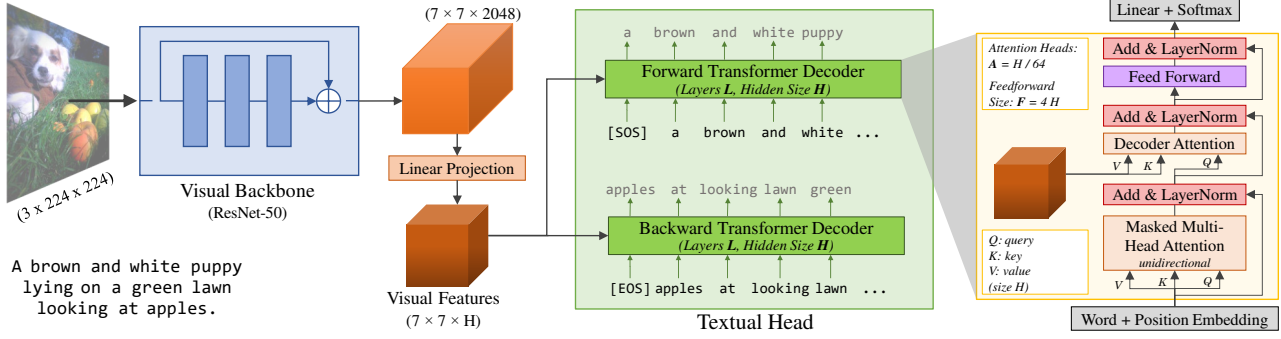 (3 x 224 x 224)
A brown and white puppy
lying on a green lawn
looking at apples.
Visual Backbone
(ResNet-50)
(7 × 7 × 2048)
Linear Projection
Visual Features
(7 × 7 × H)
a brown and white puppy
Forward Transformer Decoder
(Layers L, Hidden Size H)
[SOS] a brown and white ...
apples at looking lawn green
Backward Transformer Decoder
(Layers L, Hidden Size H)
[EOS] apples at looking lawn ...
Textual Head
Linear + Softmax
Attention Heads:
A = H / 64
Feedforward
Size: F = 4 H
Add & LayerNorm
Feed Forward
Add & LayerNorm
Decoder Attention
V K Q
Add & LayerNorm
Masked Multi-
Head Attention
unidirectional
V K Q
Q: query
K: key
V: value
(size H)
Word + Position Embedding